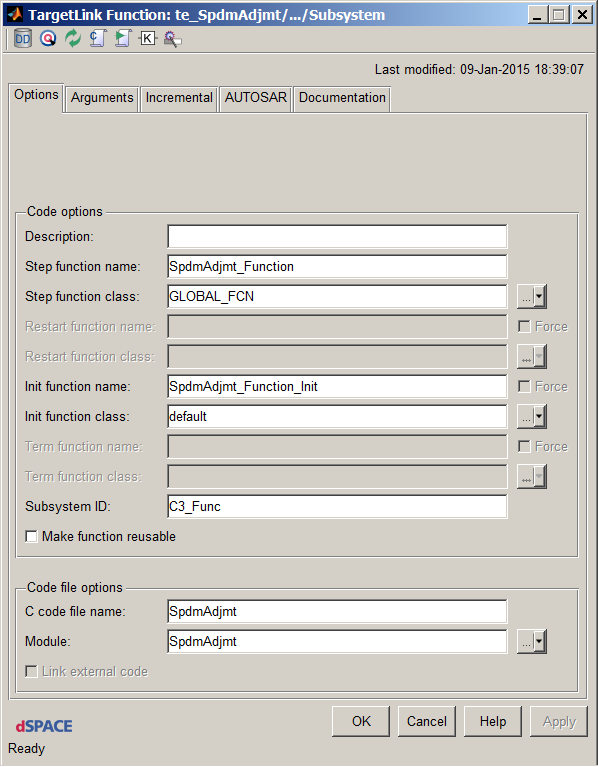 TargetLink Function: te_SpdmAdjmt/.../Subsystem
DD
K
Last modified: 09-Jan-2015 18:39:07
Options Arguments Incremental AUTOSAR Documentation
Code options
Description:
Step function name: SpdmAdjmt_Function
Step function class: GLOBAL_FCN ...
Restart function name: Force
Restart function class: ...
Init function name: SpdmAdjmt_Function_Init Force
Init function class: default ...
Term function name: Force
Term function class: ...
Subsystem ID: C3_Func
Make function reusable
Code file options
C code file name: SpdmAdjmt
Module: SpdmAdjmt ...
Link external code
dSPACE OK Cancel Help Apply
Ready